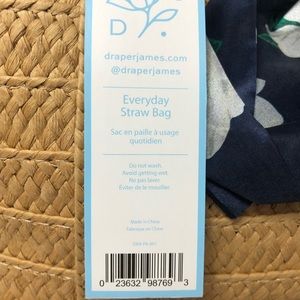 D.
draperjames.com
@draperjames
Everyday
Straw Bag
Sac en paille à usage
quotidien
Do not wash.
Avoid getting wet.
Ne pas laver.
Éviter de le mouiller.
Made in China
Fabriqué en Chine
0 23632 98769 3